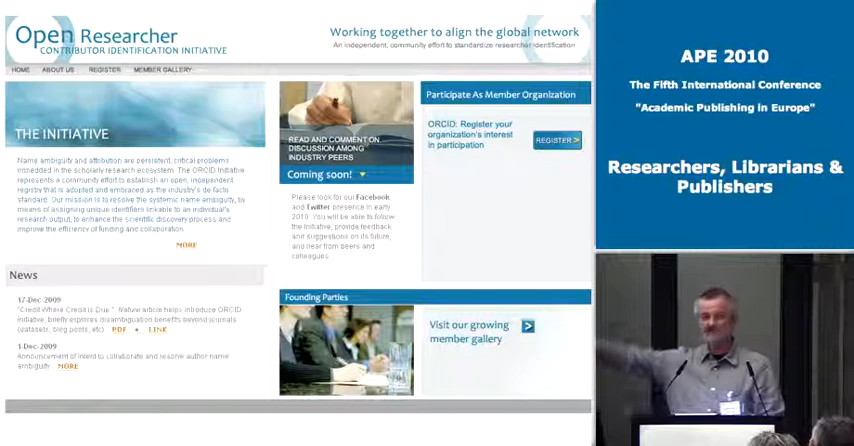 Open Researcher
CONTRIBUTOR IDENTIFICATION INITIATIVE
Working together to align the global network
An independent, community effort to standardize researcher identification
HOME ABOUT US REGISTER MEMBER GALLERY
THE INITIATIVE
Name ambiguity and attribution are persistent, critical problems
embedded in the scholarly research ecosystem. The ORCID Initiative
represents a community effort to establish an open, independent
registry that is adopted and embraced as the industry's de facto
standard. Our mission is to resolve the systemic name ambiguity, by
means of assigning unique identifiers linkable to an individual's
research output, to enhance the scientific discovery process and
improve the efficiency of funding and collaboration.
MORE
News
17-Dec-2009
"Credit Where Credit is Due." Nature article helps introduce ORCID
initiative, briefly explores disambiguation benefits beyond journals
(datasets, blog posts, etc) PDF • LINK
1-Dec-2009
Announcement of intent to collaborate and resolve author name
ambiguity MORE
READ AND COMMENT ON
DISCUSSION AMONG
INDUSTRY PEERS
Coming soon!
Please look for our Facebook
and Twitter presence in early
2010. You will be able to follow
the Initiative, provide feedback
and suggestions on its future,
and hear from peers and
colleagues.
Participate As Member Organization
ORCID: Register your
organization's interest
in participation
REGISTER >
Founding Parties
Visit our growing
member gallery
APE 2010
The Fifth International Conference
"Academic Publishing in Europe"
Researchers, Librarians &
Publishers